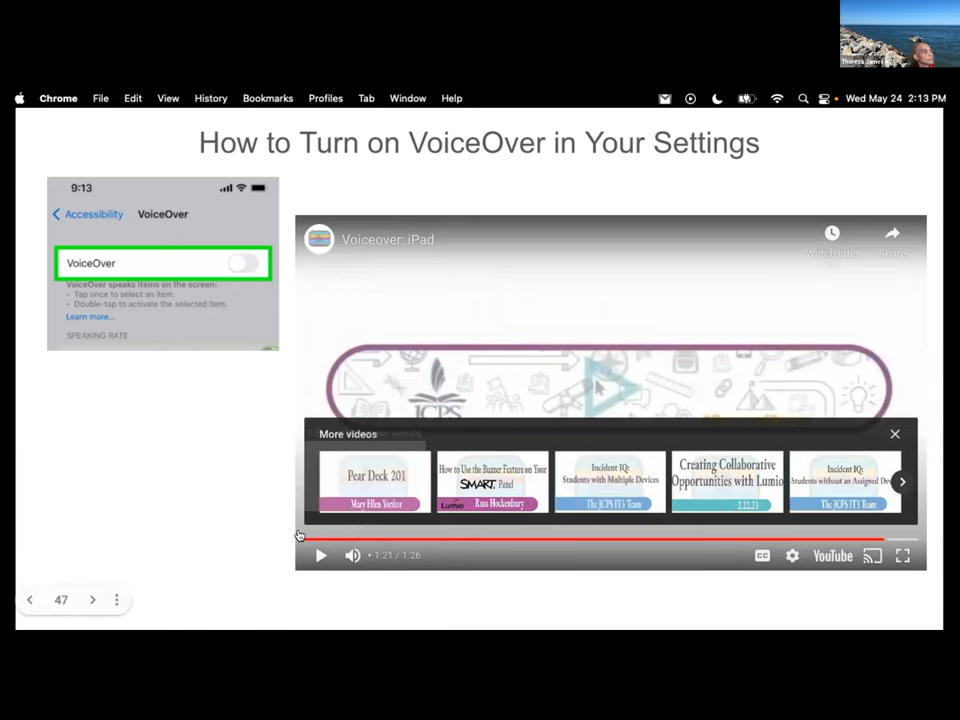 Theresa James
Chrome File Edit View History Bookmarks Profiles Tab Window Help Wed May 24 2:13 PM
How to Turn on VoiceOver in Your Settings
9:13
Accessibility VoiceOver
VoiceOver
VoiceOver speaks items on the screen:
• Tap once to select an item.
• Double-tap to activate the selected item.
Learn more...
SPEAKING RATE
Voiceover: iPad
Watch later Share
JCPS
More videos
Pear Deck 201
Mary Ellen Yonker
How to Use the Buzzer Feature on Your
SMART Panel
Lumio Russ Hockenbury
Incident IQ:
Students with Multiple Devices
The JCPS IT3 Team
Creating Collaborative
Opportunities with Lumio
2.22.23
Incident IQ:
Students without an Assigned Dev
The JCPS IT3 Team
• 1:21 / 1:26
CC
YouTube
47